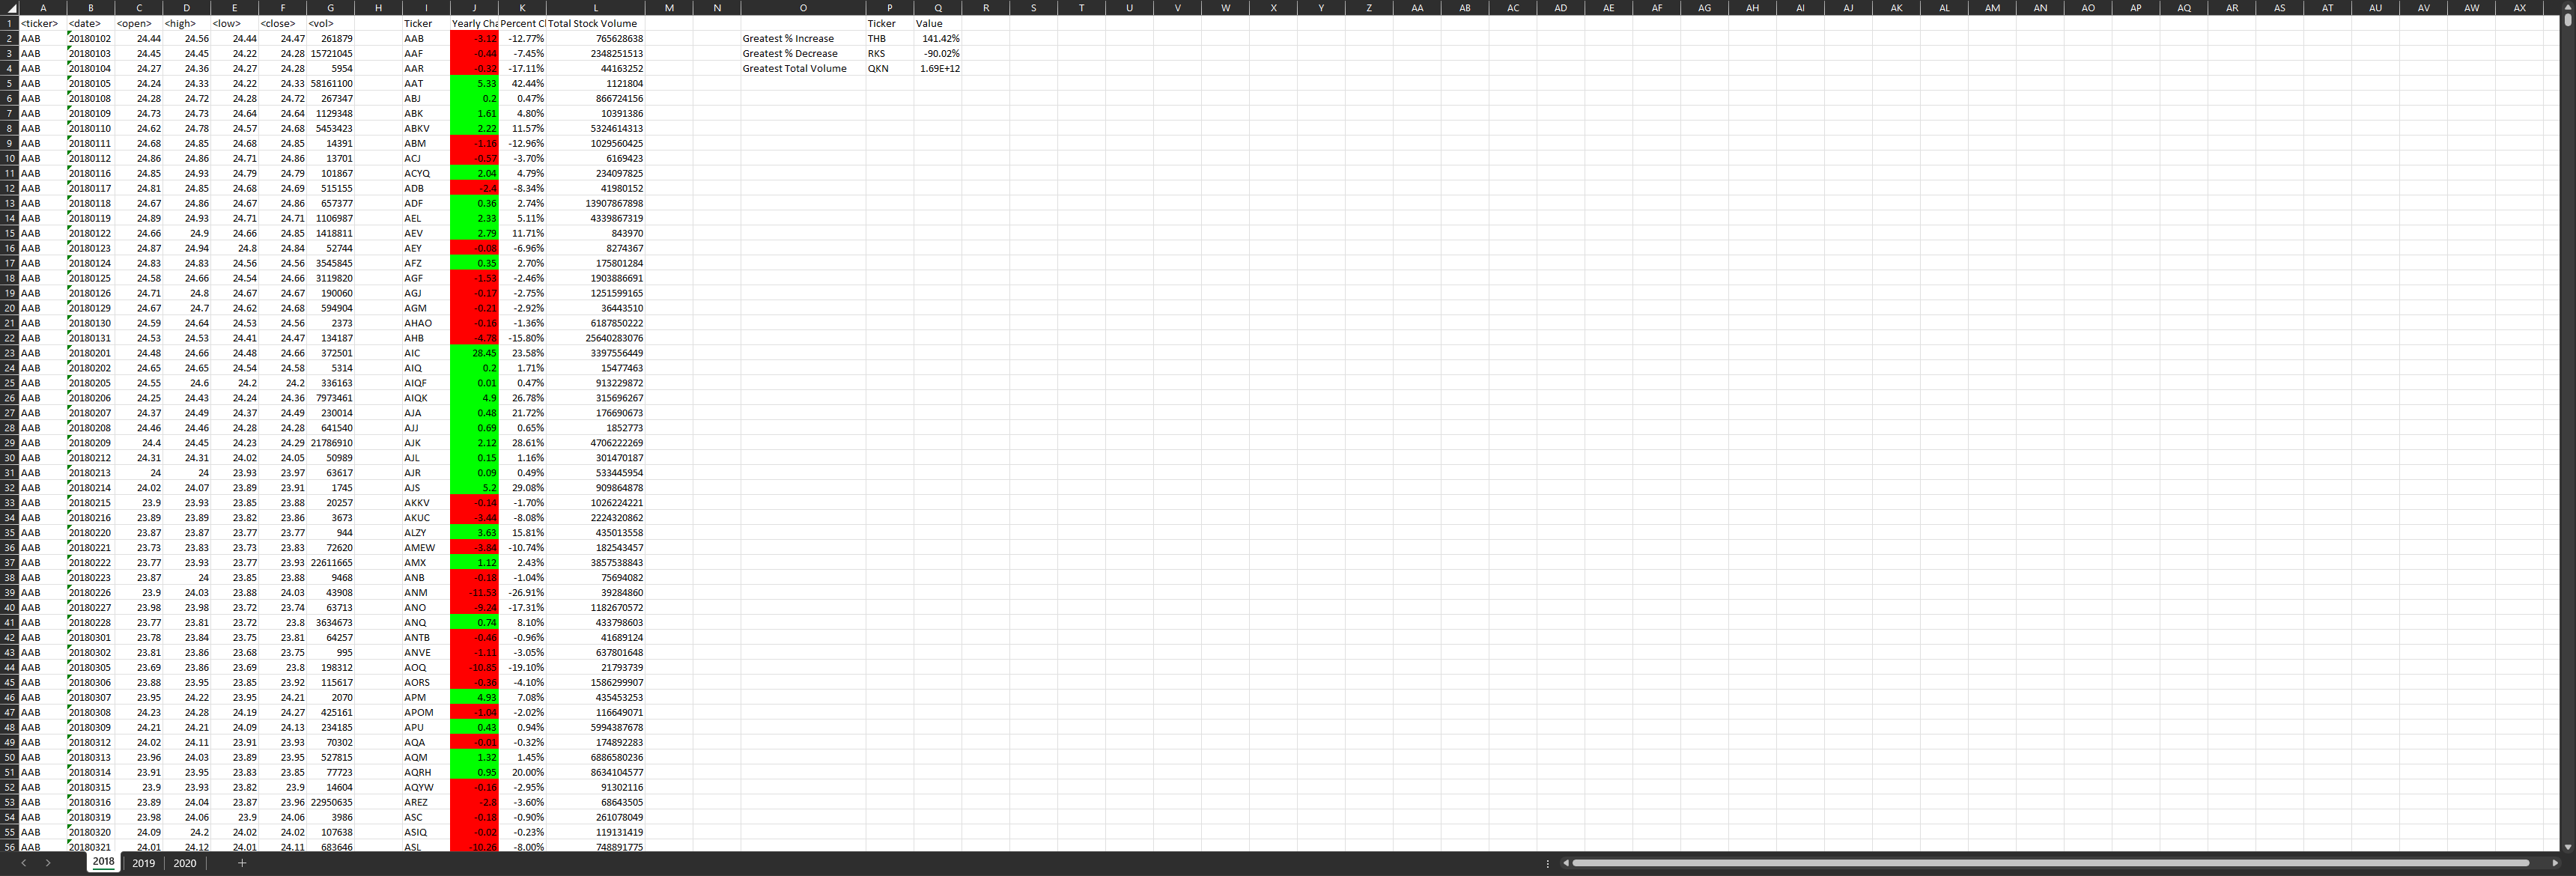 A B C D E F G H I J K L M N O P Q R S T U V W X Y Z AA AB AC AD AE AF AG AH AI AJ AK AL AM AN AO AP AQ AR AS AT AU AV AW AX
1 <ticker> <date> <open> <high> <low> <close> <vol> Ticker Yearly Cha Percent C Total Stock Volume Ticker Value
2 AAB 20180102 24.44 24.56 24.44 24.47 261879 AAB -3.12 -12.77% 765628638 Greatest % Increase THB 141.42%
3 AAB 20180103 24.45 24.45 24.22 24.28 15721045 AAF -0.44 -7.45% 2348251513 Greatest % Decrease RKS -90.02%
4 AAB 20180104 24.27 24.36 24.27 24.28 5954 AAR -0.32 -17.11% 44163252 Greatest Total Volume QKN 1.69E+12
5 AAB 20180105 24.24 24.33 24.22 24.33 58161100 AAT 5.33 42.44% 1121804
6 AAB 20180108 24.28 24.72 24.28 24.72 267347 ABJ 0.2 0.47% 866724156
7 AAB 20180109 24.73 24.73 24.64 24.64 1129348 ABK 1.61 4.80% 10391386
8 AAB 20180110 24.62 24.78 24.57 24.68 5453423 ABKV 2.22 11.57% 5324614313
9 AAB 20180111 24.68 24.85 24.68 24.85 14391 ABM -1.16 -12.96% 1029560425
10 AAB 20180112 24.86 24.86 24.71 24.86 13701 ACJ -0.57 -3.70% 6169423
11 AAB 20180116 24.85 24.93 24.79 24.79 101867 ACYQ 2.04 4.79% 234097825
12 AAB 20180117 24.81 24.85 24.68 24.69 515155 ADB -2.4 -8.34% 41980152
13 AAB 20180118 24.67 24.86 24.67 24.86 657377 ADF 0.36 2.74% 13907867898
14 AAB 20180119 24.89 24.93 24.71 24.71 1106987 AEL 2.33 5.11% 4339867319
15 AAB 20180122 24.66 24.9 24.66 24.85 1418811 AEV 2.79 11.71% 843970
16 AAB 20180123 24.87 24.94 24.8 24.84 52744 AEY -0.08 -6.96% 8274367
17 AAB 20180124 24.83 24.83 24.56 24.56 3545845 AFZ 0.35 2.70% 175801284
18 AAB 20180125 24.58 24.66 24.54 24.66 3119820 AGF -1.53 -2.46% 1903886691
19 AAB 20180126 24.71 24.8 24.67 24.67 190060 AGJ -0.17 -2.75% 1251599165
20 AAB 20180129 24.67 24.7 24.62 24.68 594904 AGM -0.21 -2.92% 36443510
21 AAB 20180130 24.59 24.64 24.53 24.56 2373 AHAO -0.16 -1.36% 6187850222
22 AAB 20180131 24.53 24.53 24.41 24.47 134187 AHB -4.78 -15.80% 25640283076
23 AAB 20180201 24.48 24.66 24.48 24.66 372501 AIC 28.45 23.58% 3397556449
24 AAB 20180202 24.65 24.65 24.54 24.58 5314 AIQ 0.2 1.71% 15477463
25 AAB 20180205 24.55 24.6 24.2 24.2 336163 AIQF 0.01 0.47% 913229872
26 AAB 20180206 24.25 24.43 24.24 24.36 7973461 AIQK 4.9 26.78% 315696267
27 AAB 20180207 24.37 24.49 24.37 24.49 230014 AJA 0.48 21.72% 176690673
28 AAB 20180208 24.46 24.46 24.28 24.28 641540 AJJ 0.69 0.65% 1852773
29 AAB 20180209 24.4 24.45 24.23 24.29 21786910 AJK 2.12 28.61% 4706222269
30 AAB 20180212 24.31 24.31 24.02 24.05 50989 AJL 0.15 1.16% 301470187
31 AAB 20180213 24 24 23.93 23.97 63617 AJR 0.09 0.49% 533445954
32 AAB 20180214 24.02 24.07 23.89 23.91 1745 AJS 5.2 29.08% 909864878
33 AAB 20180215 23.9 23.93 23.85 23.88 20257 AKKV -0.14 -1.70% 1026224221
34 AAB 20180216 23.89 23.89 23.82 23.86 3673 AKUC -3.44 -8.08% 2224320862
35 AAB 20180220 23.87 23.87 23.77 23.77 944 ALZY 3.63 15.81% 435013558
36 AAB 20180221 23.73 23.83 23.73 23.83 72620 AMEW -3.84 -10.74% 182543457
37 AAB 20180222 23.77 23.93 23.77 23.93 22611665 AMX 1.12 2.43% 3857538843
38 AAB 20180223 23.87 24 23.85 23.88 9468 ANB -0.18 -1.04% 75694082
39 AAB 20180226 23.9 24.03 23.88 24.03 43908 ANM -11.53 -26.91% 39284860
40 AAB 20180227 23.98 23.98 23.72 23.74 63713 ANO -9.24 -17.31% 1182670572
41 AAB 20180228 23.77 23.81 23.72 23.8 3634673 ANQ 0.74 8.10% 433798603
42 AAB 20180301 23.78 23.84 23.75 23.81 64257 ANTB -0.46 -0.96% 41689124
43 AAB 20180302 23.81 23.86 23.68 23.75 995 ANVE -1.11 -3.05% 637801648
44 AAB 20180305 23.69 23.86 23.69 23.8 198312 AOQ -10.85 -19.10% 21793739
45 AAB 20180306 23.88 23.95 23.85 23.92 115617 AORS -0.36 -4.10% 1586299907
46 AAB 20180307 23.95 24.22 23.95 24.21 2070 APM 4.93 7.08% 435453253
47 AAB 20180308 24.23 24.28 24.19 24.27 425161 APOM -1.04 -2.02% 116649071
48 AAB 20180309 24.21 24.21 24.09 24.13 234185 APU 0.43 0.94% 5994387678
49 AAB 20180312 24.02 24.11 23.91 23.93 70302 AQA -0.01 -0.32% 174892283
50 AAB 20180313 23.96 24.03 23.89 23.95 527815 AQM 1.32 1.45% 6886580236
51 AAB 20180314 23.91 23.95 23.83 23.85 77723 AQRH 0.95 20.00% 8634104577
52 AAB 20180315 23.9 23.93 23.82 23.9 14604 AQYW -0.16 -2.95% 91302116
53 AAB 20180316 23.89 24.04 23.87 23.96 22950635 AREZ -2.8 -3.60% 68643505
54 AAB 20180319 23.98 24.06 23.9 24.06 3986 ASC -0.18 -0.90% 261078049
55 AAB 20180320 24.09 24.2 24.02 24.02 107638 ASIQ -0.02 -0.23% 119131419
56 AAB 20180321 24.01 24.12 24.01 24.11 683646 ASL -10.26 -8.00% 748891775
2018 2019 2020